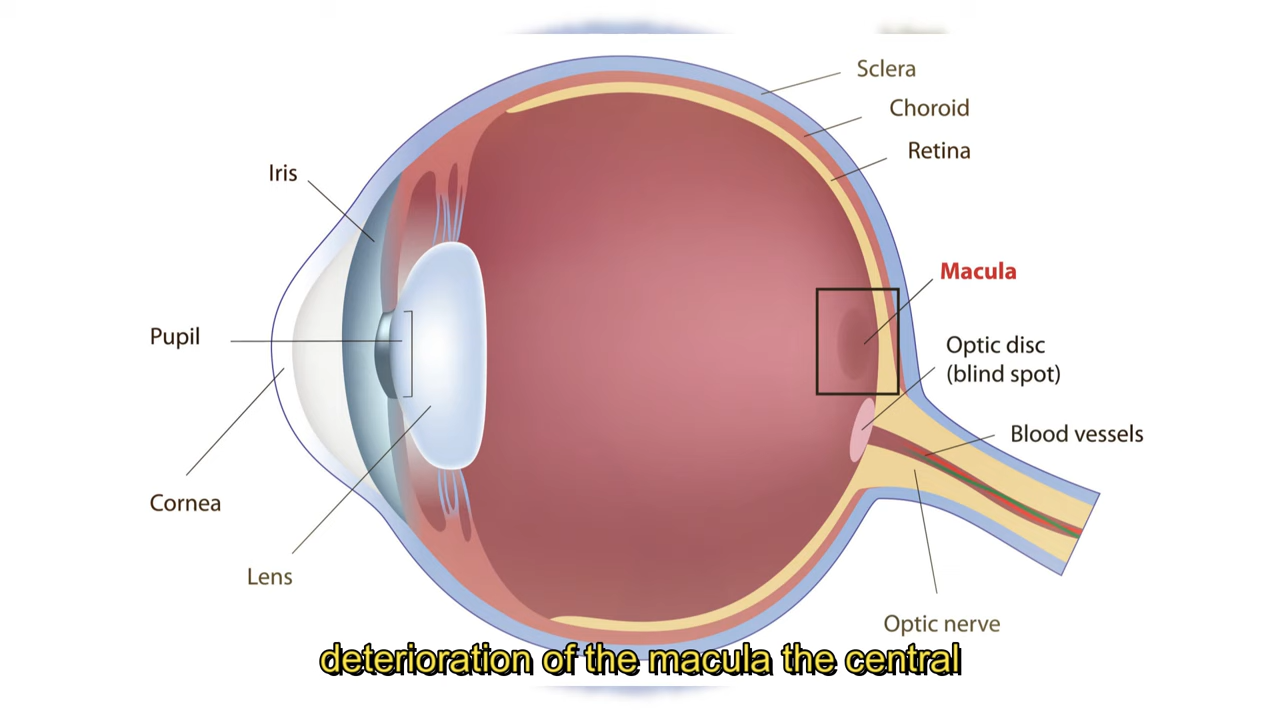 Sclera
Choroid
Retina
Iris
Macula
Pupil
Optic disc
(blind spot)
Blood vessels
Cornea
Lens
Optic nerve
deterioration of the macula the central